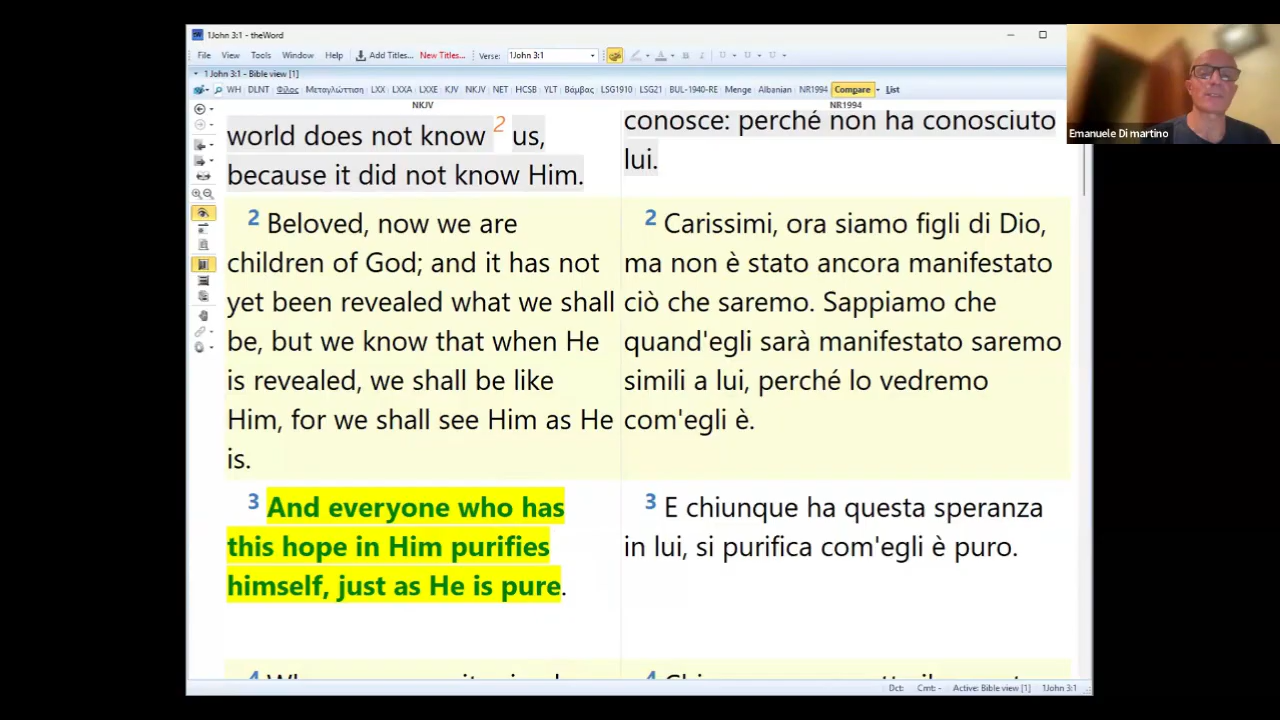 1John 3:1 - theWord
File View Tools Window Help Add Titles... New Titles... Verse: 1John 3:1
1 John 3:1 - Bible view [1]
WH DLNT Φίλος Μεταγλώττιση LXX LXXA LXXE KJV NKJV NET HCSB YLT Βάμβας LSG1910 LSG21 BUL-1940-RE Menge Albanian NR1994 Compare List
NKJV
world does not know 2 us,
because it did not know Him.
2 Beloved, now we are
children of God; and it has not
yet been revealed what we shall
be, but we know that when He
is revealed, we shall be like
Him, for we shall see Him as He
is.
3 And everyone who has
this hope in Him purifies
himself, just as He is pure.
NR1994
conosce: perché non ha conosciuto
lui.
2 Carissimi, ora siamo figli di Dio,
ma non è stato ancora manifestato
ciò che saremo. Sappiamo che
quand'egli sarà manifestato saremo
simili a lui, perché lo vedremo
com'egli è.
3 E chiunque ha questa speranza
in lui, si purifica com'egli è puro.
Dct: Cmt: - Active: Bible view [1] 1John 3:1
Emanuele Di martino